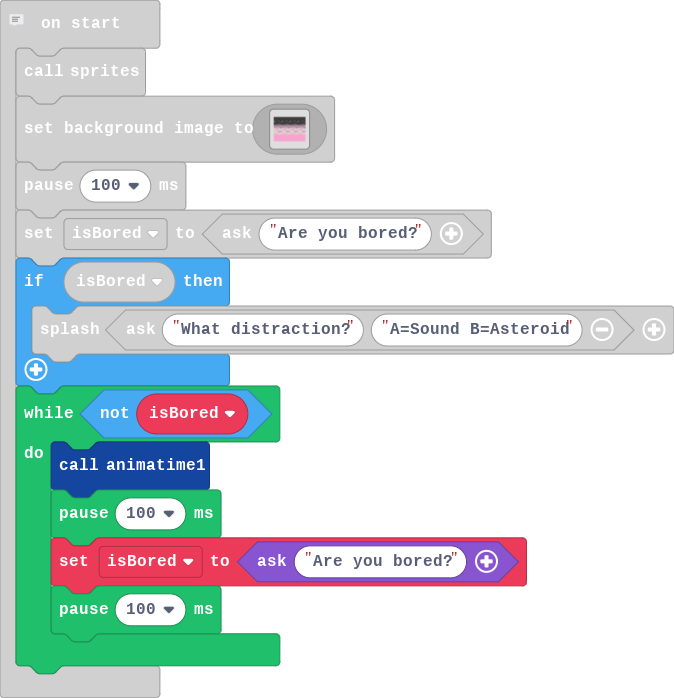 on start
call sprites
set background image to
pause 100 ms
set isBored to ask "Are you bored?"
if isBored then
splash ask "What distraction?" "A=Sound B=Asteroid"
while not isBored
do
call animatime1
pause 100 ms
set isBored to ask "Are you bored?"
pause 100 ms